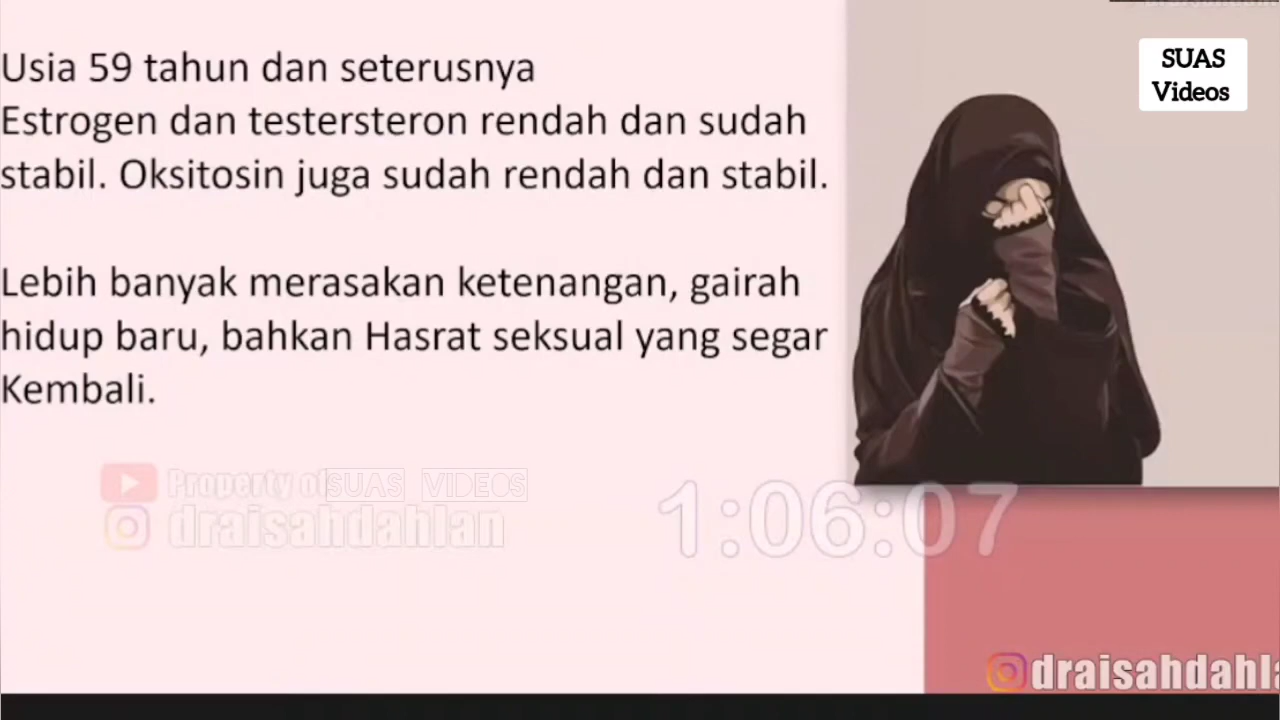 SUAS
Videos
Usia 59 tahun dan seterusnya
Estrogen dan testersteron rendah dan sudah
stabil. Oksitosin juga sudah rendah dan stabil.
Lebih banyak merasakan ketenangan, gairah
hidup baru, bahkan Hasrat seksual yang segar
Kembali.
Property of SUAS VIDEOS
draisahdahlan
1:06:07
draisahdahla